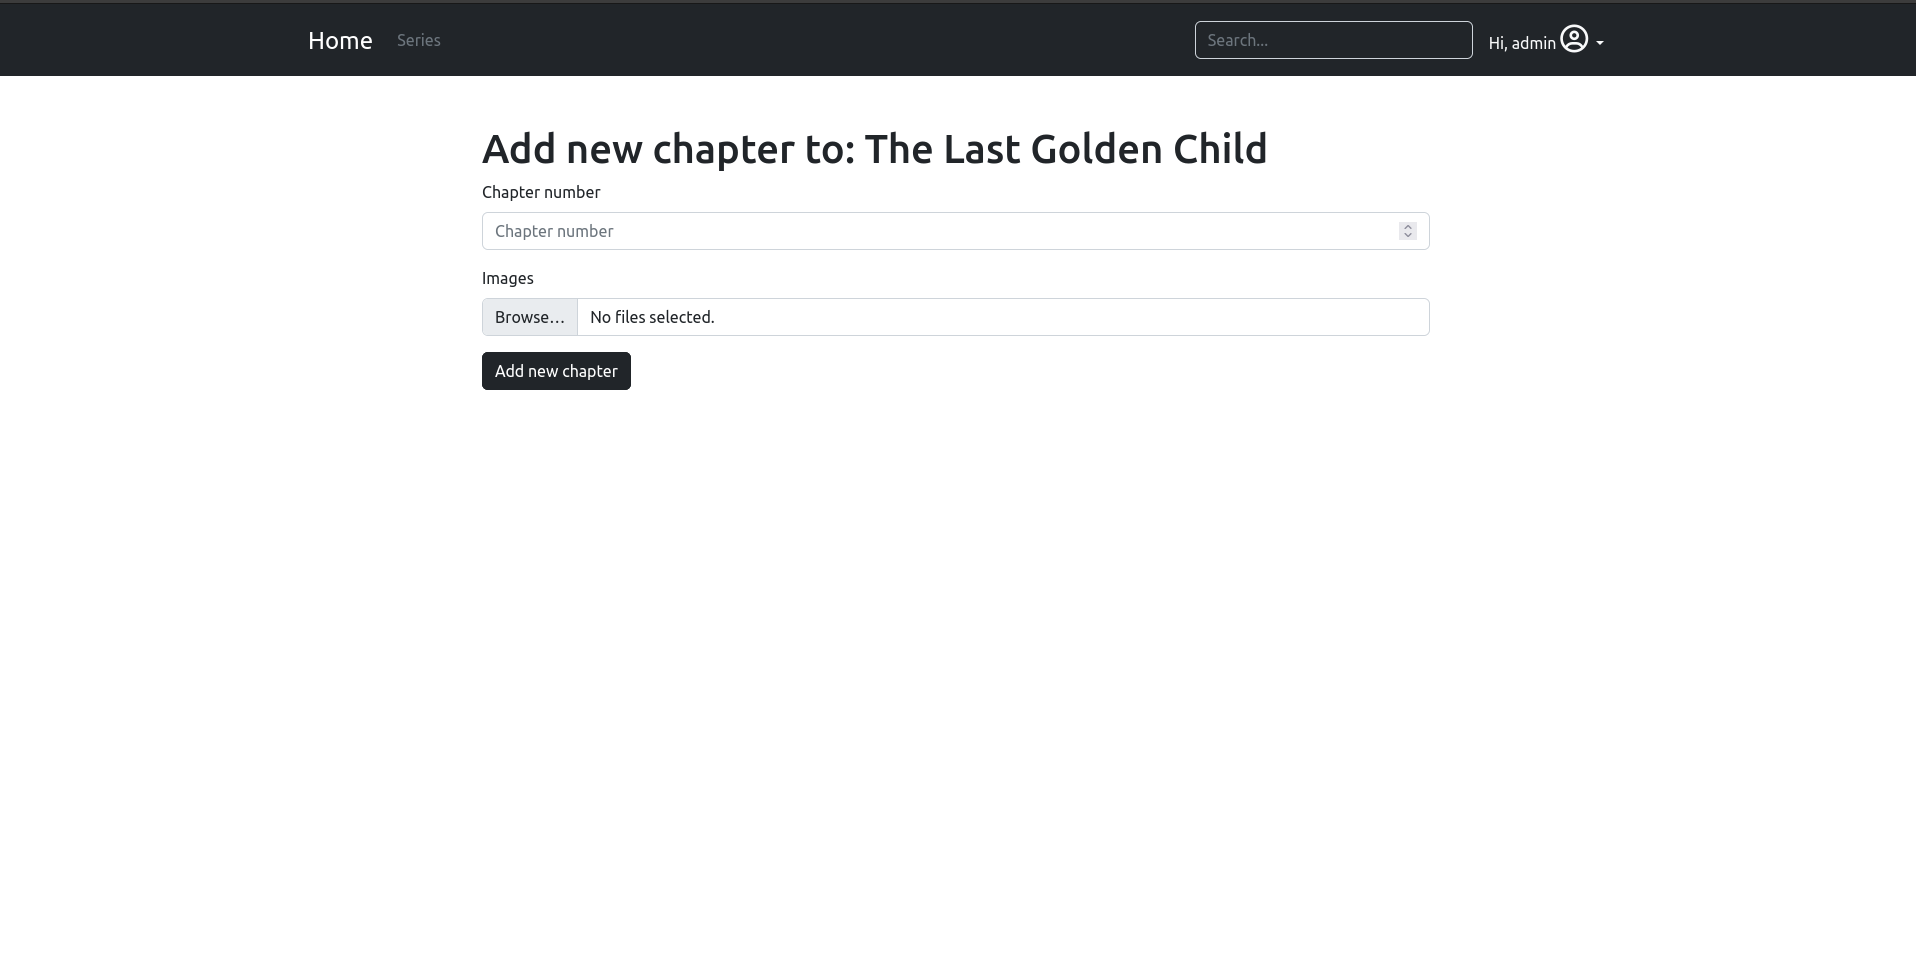 Home Series Search... Hi, admin
Add new chapter to: The Last Golden Child
Chapter number
Chapter number
Images
Browse... No files selected.
Add new chapter